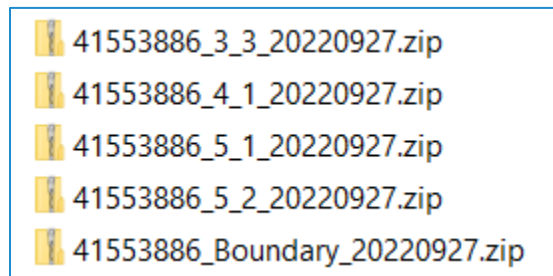 41553886_3_3_20220927.zip
41553886_4_1_20220927.zip
41553886_5_1_20220927.zip
41553886_5_2_20220927.zip
41553886_Boundary_20220927.zip